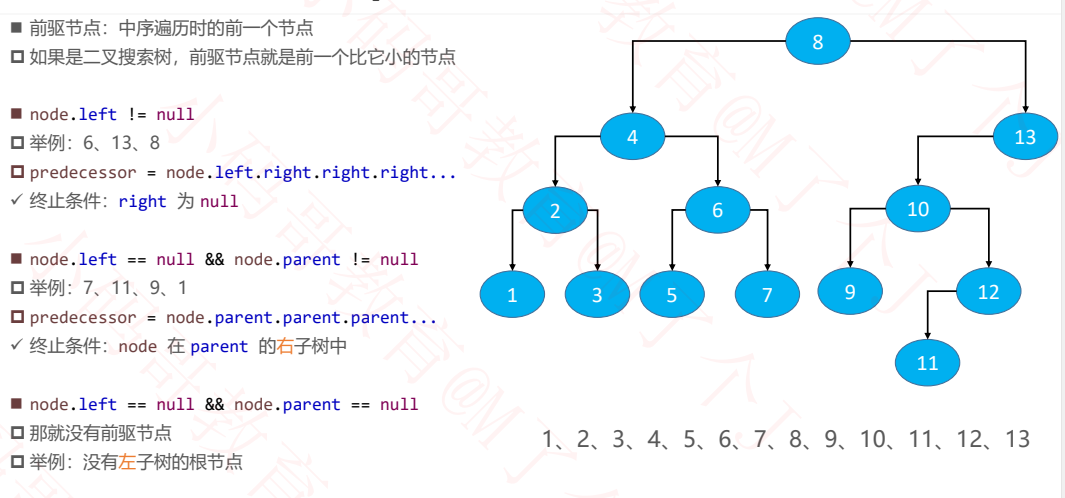 前驱节点：中序遍历时的前一个节点
如果是二叉搜索树，前驱节点就是前一个比它小的节点
node.left != null
举例：6、13、8
predecessor = node.left.right.right.right...
✓ 终止条件：right 为 null
node.left == null && node.parent != null
举例：7、11、9、1
predecessor = node.parent.parent.parent...
✓ 终止条件：node 在 parent 的右子树中
node.left == null && node.parent == null
那就没有前驱节点
举例：没有左子树的根节点
8
4
13
2
6
10
1
3
5
7
9
12
11
1、2、3、4、5、6、7、8、9、10、11、12、13
小码哥教育@M了个J